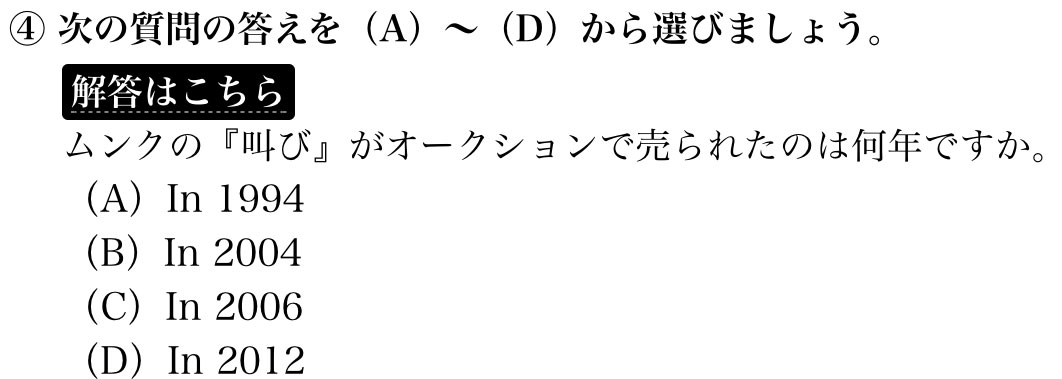 ④ 次の質問の答えを（A）～（D）から選びましょう。
解答はこちら
ムンクの『叫び』がオークションで売られたのは何年ですか。
（A）In 1994
（B）In 2004
（C）In 2006
（D）In 2012